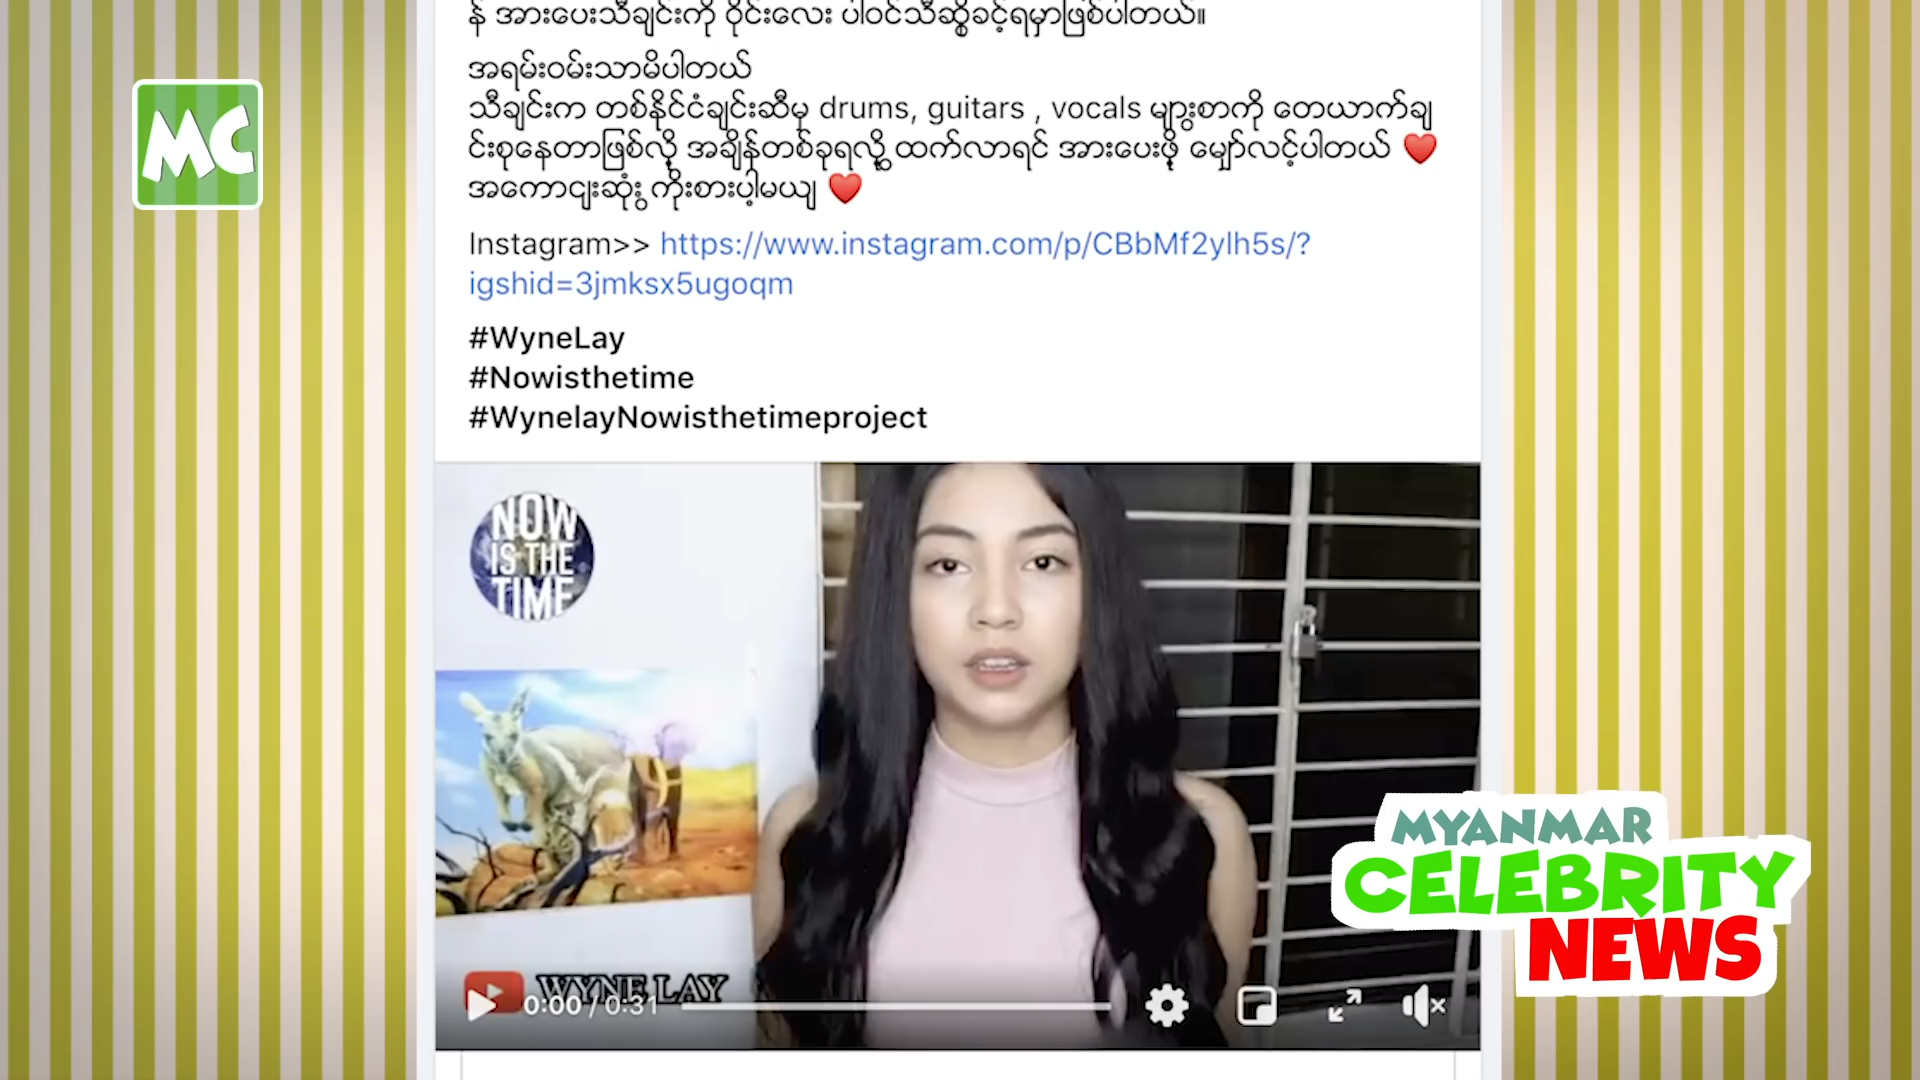 န် အားပေးသီချင်းကို ဝိုင်းလေး ပါဝင်သီဆိုခွင့်ရမှာဖြစ်ပါတယ်။
အရမ်းဝမ်းသာမိပါတယ်
သီချင်းက တစ်နိုင်ငံချင်းဆီမှ drums, guitars , vocals များစွာကို တေယာက်ချ
င်းစုနေတာဖြစ်လို့ အချိန်တစ်ခုရလို့ ထွက်လာရင် အားပေးဖို့ မျှော်လင့်ပါတယ် ❤️
အကောငျးဆုံး ကွိုးစားပါ့မယျ ❤️
Instagram>> https://www.instagram.com/p/CBbMf2ylh5s/?
igshid=3jmksx5ugoqm
#WyneLay
#Nowisthetime
#WynelayNowisthetimeproject
MC
NOW
IS THE
TIME
WYNE LAY
0:00 / 0:31
MYANMAR
CELEBRITY
NEWS